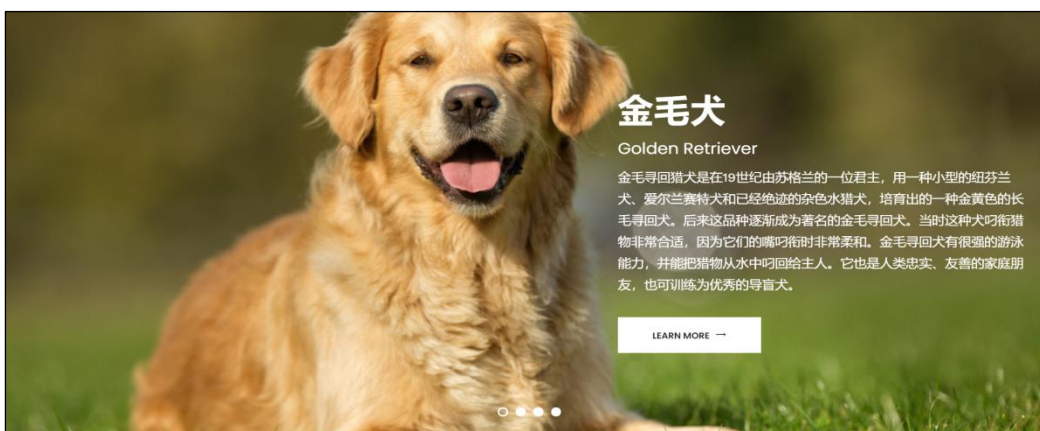 金毛犬
Golden Retriever
金毛寻回猎犬是在19世纪由苏格兰的一位君主，用一种小型的纽芬兰
犬、爱尔兰赛特犬和已经绝迹的杂色水猎犬，培育出的一种金黄色的长
毛寻回犬。后来这品种逐渐成为著名的金毛寻回犬。当时这种犬叼衔猎
物非常合适，因为它们的嘴叼衔时非常柔和。金毛寻回犬有很强的游泳
能力，并能把猎物从水中叼回给主人。它也是人类忠实、友善的家庭朋
友，也可训练为优秀的导盲犬。
LEARN MORE →